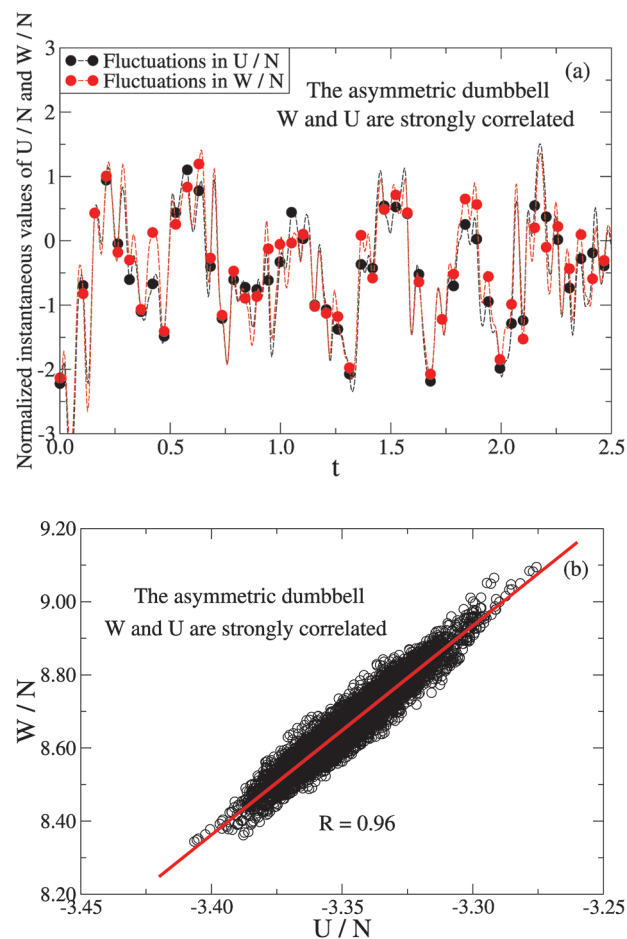 Normalized instantaneous values of U / N and W / N
3
2
1
0
-1
-2
-3
Fluctuations in U / N
Fluctuations in W / N
(a)
The asymmetric dumbbell
W and U are strongly correlated
0.0 0.5 1.0 1.5 2.0 2.5
t
W / N
9.20
9.00
8.80
8.60
8.40
8.20
(b)
The asymmetric dumbbell
W and U are strongly correlated
R = 0.96
-3.45 -3.40 -3.35 -3.30 -3.25
U / N